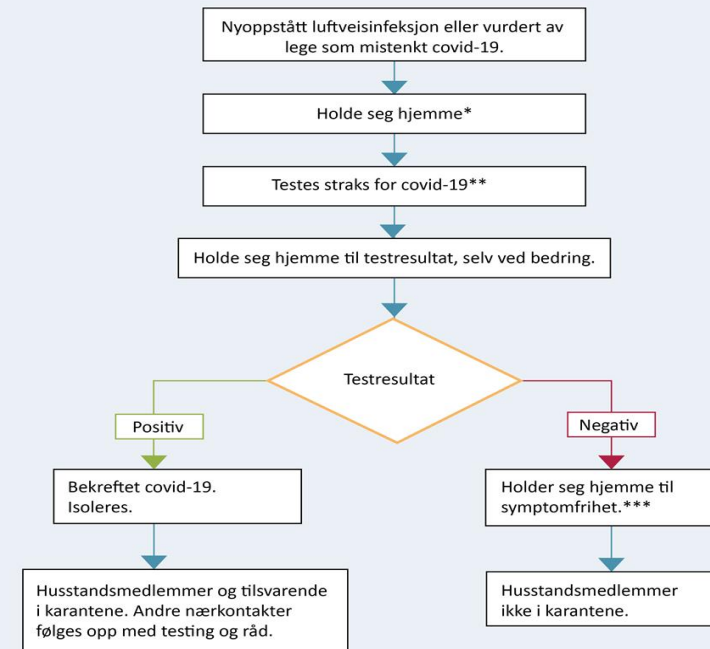 Nyoppstått luftveisinfeksjon eller vurdert av
lege som mistenkt covid-19.
Holde seg hjemme*
Testes straks for covid-19**
Holde seg hjemme til testresultat, selv ved bedring.
Testresultat
Positiv
Negativ
Bekreftet covid-19.
Isoleres.
Holder seg hjemme til
symptomfrihet.***
Husstandsmedlemmer og tilsvarende
i karantene. Andre nærkontakter
følges opp med testing og råd.
Husstandsmedlemmer
ikke i karantene.